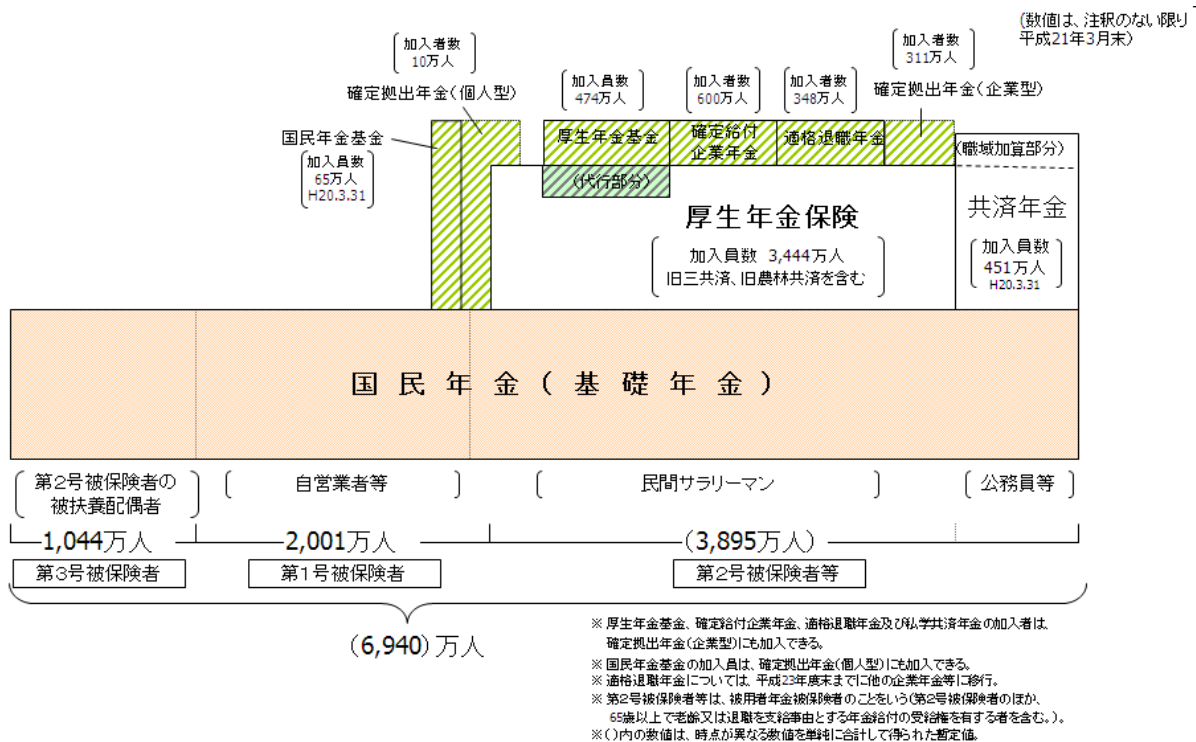 (数値は、注釈のない限り
平成21年3月末)
加入者数
10万人
確定拠出年金(個人型)
加入員数
474万人
加入者数
600万人
加入者数
348万人
加入者数
311万人
確定拠出年金(企業型)
国民年金基金
加入員数
65万人
H20.3.31
厚生年金基金
(代行部分)
確定給付
企業年金
適格退職年金
(職域加算部分)
厚生年金保険
加入員数 3,444万人
旧三共済、旧農林共済を含む
共済年金
加入員数
451万人
H20.3.31
国民年金(基礎年金)
第2号被保険者の
被扶養配偶者
自営業者等
民間サラリーマン
公務員等
1,044万人
2,001万人
(3,895万人)
第3号被保険者
第1号被保険者
第2号被保険者等
(6,940)万人
※ 厚生年金基金、確定給付企業年金、適格退職年金及び私学共済年金の加入者は、
確定拠出年金(企業型)にも加入できる。
※ 国民年金基金の加入員は、確定拠出年金(個人型)にも加入できる。
※ 適格退職年金については、平成23年度末までに他の企業年金等に移行。
※ 第2号被保険者等は、被用者年金被保険者のことをいう(第2号被保険者のほか、
65歳以上で老齢又は退職を支給事由とする年金給付の受給権を有する者を含む。)。
※()内の数値は、時点が異なる数値を単純に合計して得られた暫定値。